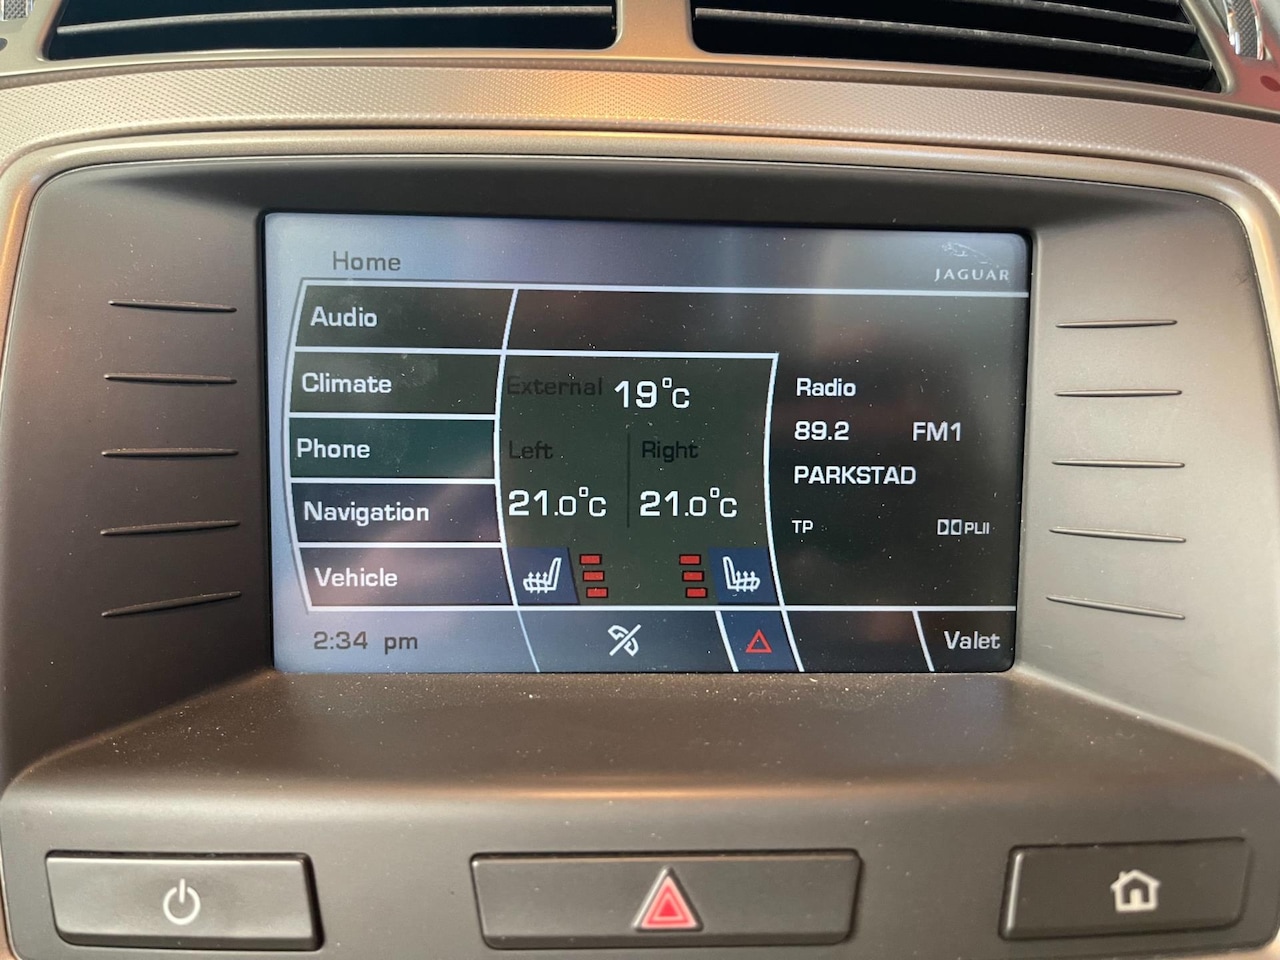 Home
JAGUAR
Audio
Climate
Phone
Navigation
Vehicle
External 19°C
Left Right
21.0°C 21.0°C
Radio
89.2 FM1
PARKSTAD
TP PLII
2:34 pm
Valet